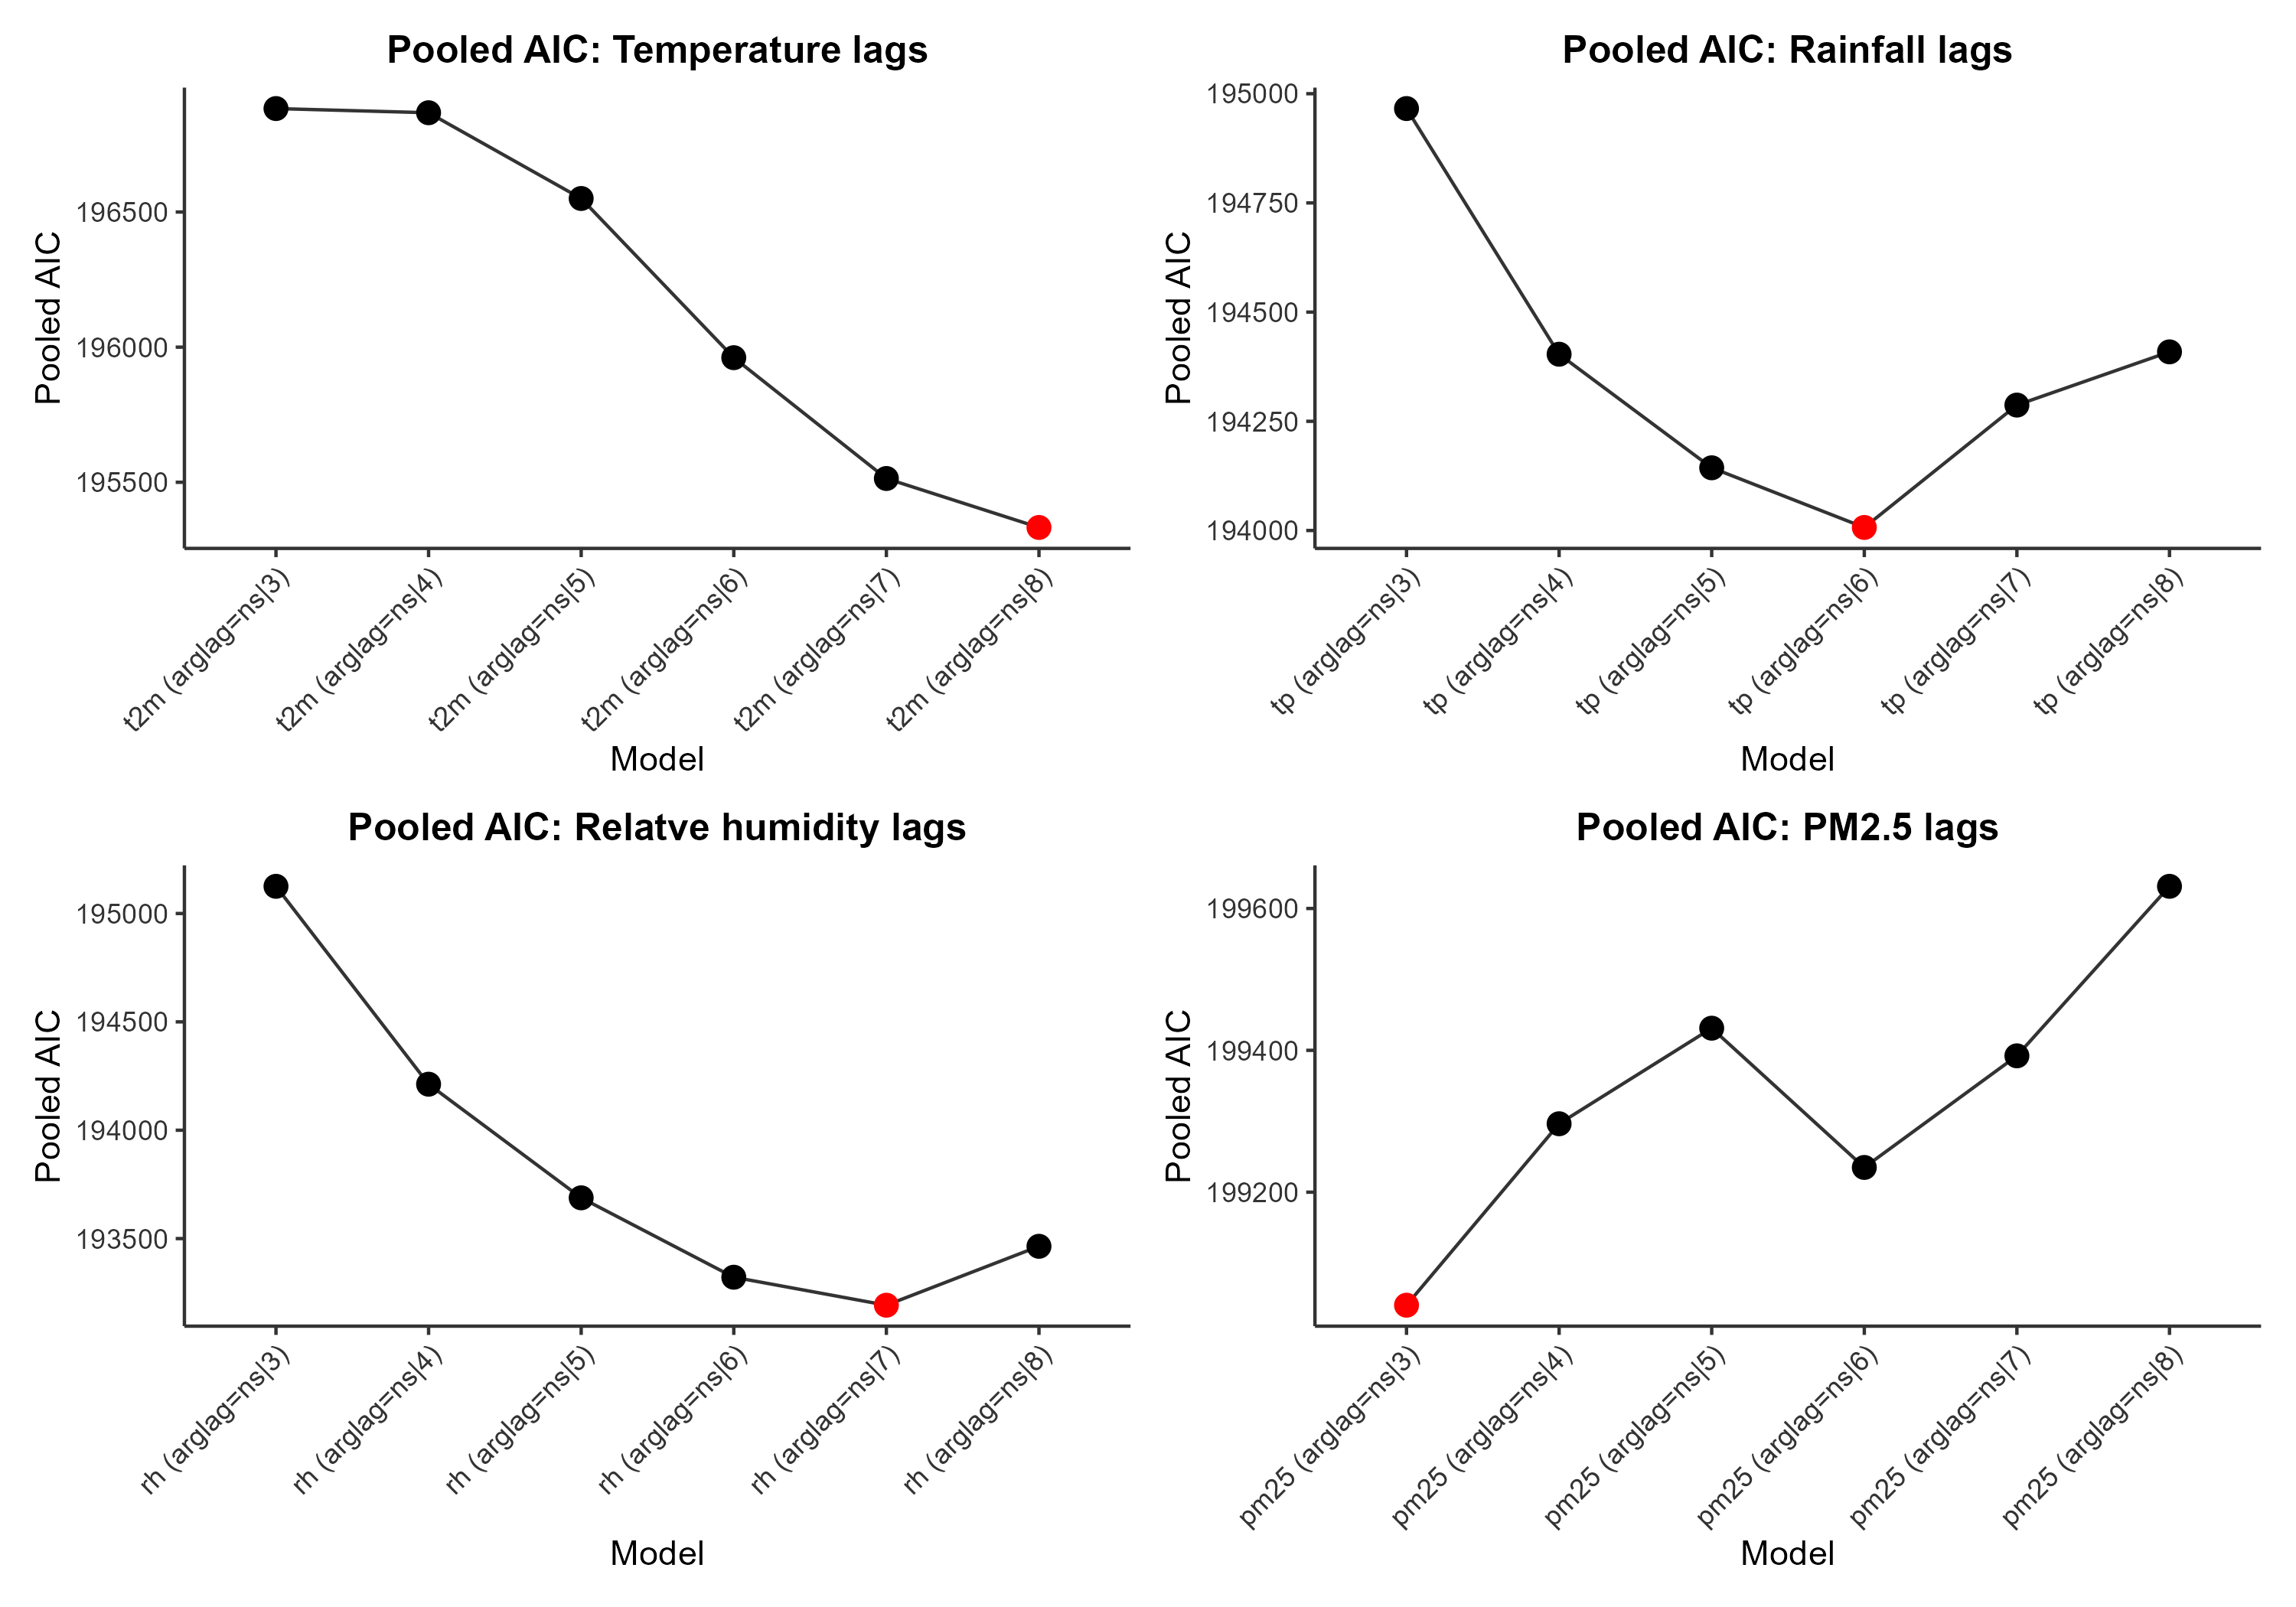 Pooled AIC: Temperature lags
Pooled AIC
196500
196000
195500
t2m (arglag=ns|3)
t2m (arglag=ns|4)
t2m (arglag=ns|5)
t2m (arglag=ns|6)
t2m (arglag=ns|7)
t2m (arglag=ns|8)
Model
Pooled AIC: Rainfall lags
Pooled AIC
195000
194750
194500
194250
194000
tp (arglag=ns|3)
tp (arglag=ns|4)
tp (arglag=ns|5)
tp (arglag=ns|6)
tp (arglag=ns|7)
tp (arglag=ns|8)
Model
Pooled AIC: Relatve humidity lags
Pooled AIC
195000
194500
194000
193500
rh (arglag=ns|3)
rh (arglag=ns|4)
rh (arglag=ns|5)
rh (arglag=ns|6)
rh (arglag=ns|7)
rh (arglag=ns|8)
Model
Pooled AIC: PM2.5 lags
Pooled AIC
199600
199400
199200
pm25 (arglag=ns|3)
pm25 (arglag=ns|4)
pm25 (arglag=ns|5)
pm25 (arglag=ns|6)
pm25 (arglag=ns|7)
pm25 (arglag=ns|8)
Model